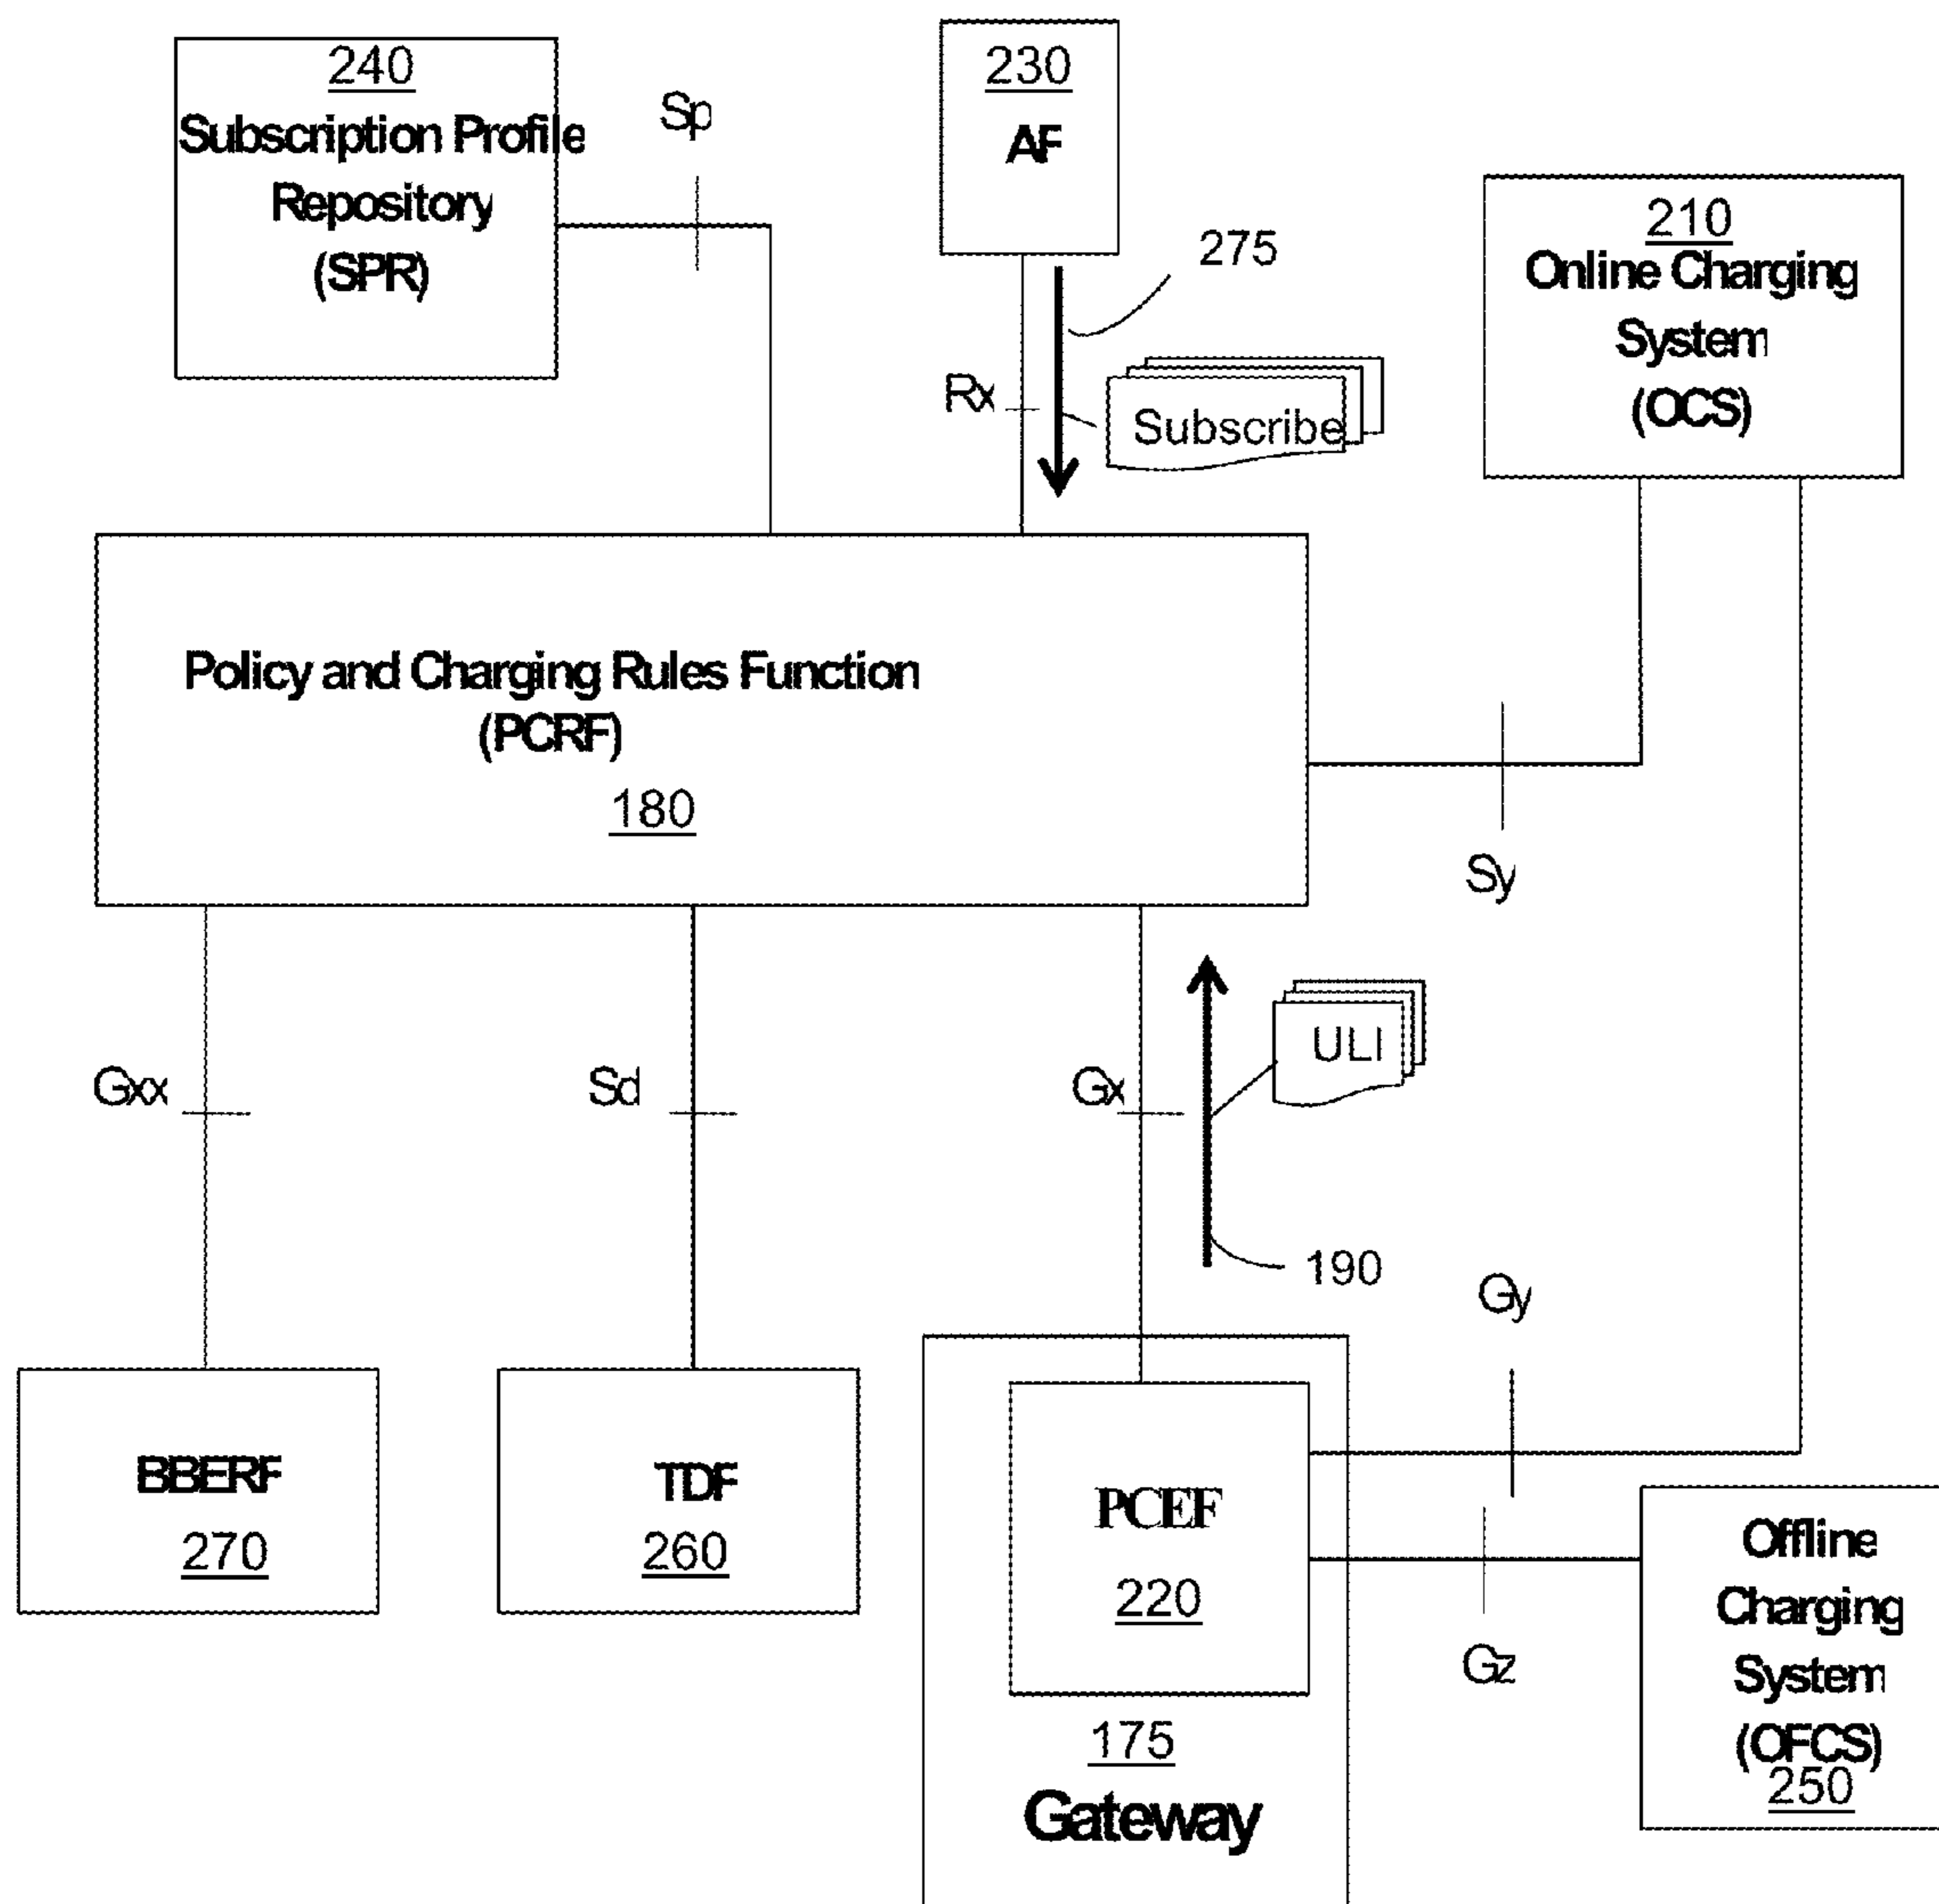 240
Subscription Profile
Repository
(SPR)
Sp
230
AF
275
210
Online Charging
System
(OCS)
Rx
Subscribe
Policy and Charging Rules Function
(PCRF)
180
Sy
Gxx
Sd
Gx
ULI
190
Gy
BBERF
270
TDF
260
PCEF
220
Gz
175
Gateway
Offline
Charging
System
(OFCS)
250